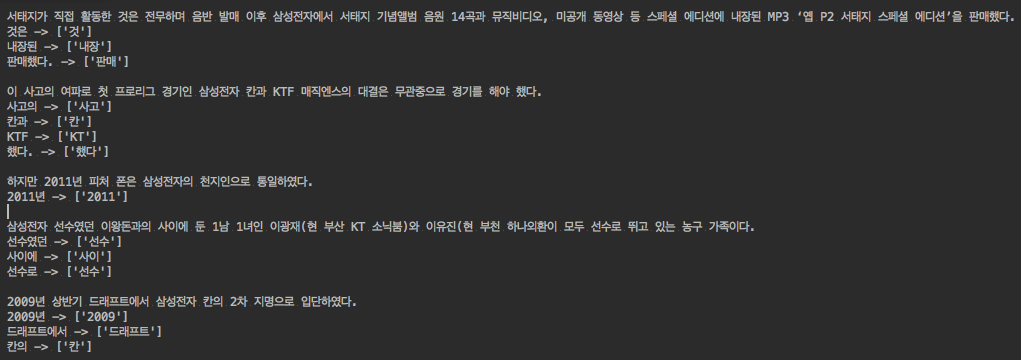 서태지가 직접 활동한 것은 전무하며 음반 발매 이후 삼성전자에서 서태지 기념앨범 음원 14곡과 뮤직비디오, 미공개 동영상 등 스페셜 에디션에 내장된 MP3 ‘옙 P2 서태지 스페셜 에디션’을 판매했다.
것은 -> ['것']
내장된 -> ['내장']
판매했다. -> ['판매']
이 사고의 여파로 첫 프로리그 경기인 삼성전자 칸과 KTF 매직엔스의 대결은 무관중으로 경기를 해야 했다.
사고의 -> ['사고']
칸과 -> ['칸']
KTF -> ['KT']
했다. -> ['했다']
하지만 2011년 피처 폰은 삼성전자의 천지인으로 통일하였다.
2011년 -> ['2011']
삼성전자 선수였던 이왕돈과의 사이에 둔 1남 1녀인 이광재(현 부산 KT 소닉붐)와 이유진(현 부천 하나외환이 모두 선수로 뛰고 있는 농구 가족이다.
선수였던 -> ['선수']
사이에 -> ['사이']
선수로 -> ['선수']
2009년 상반기 드래프트에서 삼성전자 칸의 2차 지명으로 입단하였다.
2009년 -> ['2009']
드래프트에서 -> ['드래프트']
칸의 -> ['칸']